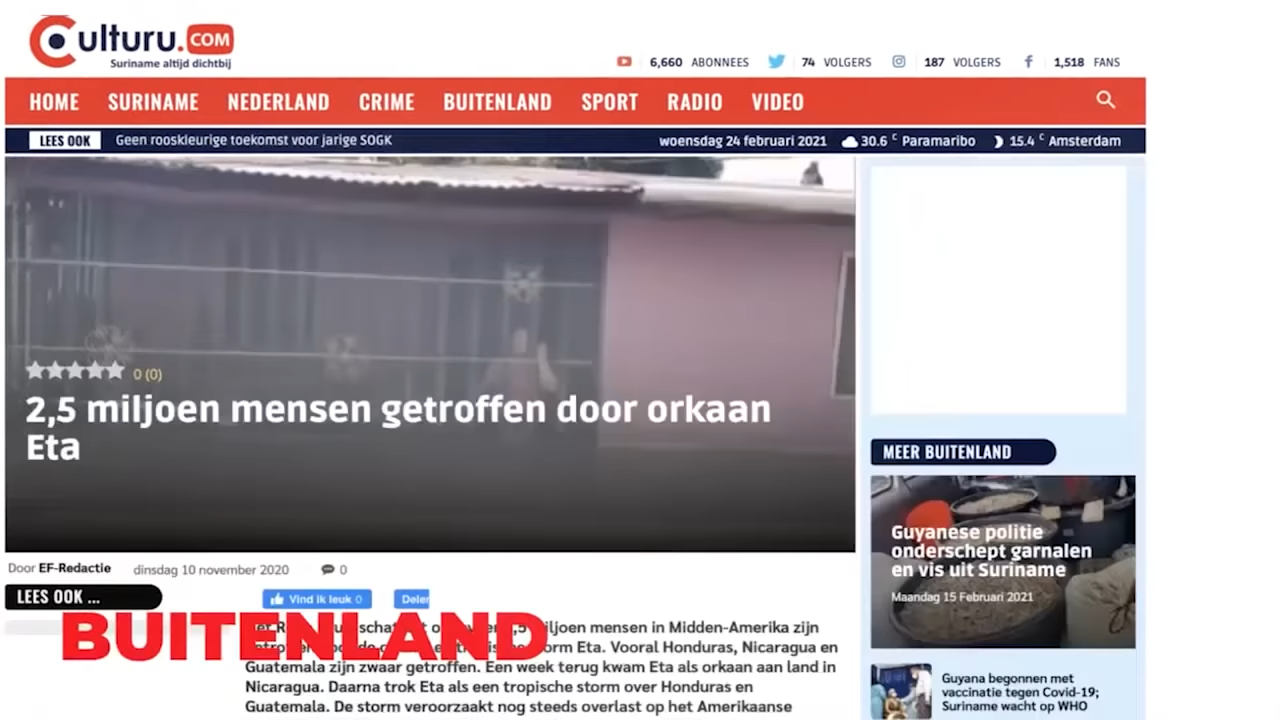 Culturu.COM
Suriname altijd dichtbij
6,660 ABONNEES 74 VOLGERS 187 VOLGERS 1,518 FANS
HOME SURINAME NEDERLAND CRIME BUITENLAND SPORT RADIO VIDEO
LEES OOK Geen rooskleurige toekomst voor jarige SOGK woensdag 24 februari 2021 30.6 C Paramaribo 15.4 C Amsterdam
0 (0)
2,5 miljoen mensen getroffen door orkaan
Eta
MEER BUITENLAND
Guyanese politie
onderschept garnalen
en vis uit Suriname
Maandag 15 Februari 2021
Guyana begonnen met
vaccinatie tegen Covid-19;
Suriname wacht op WHO
Door EF-Redactie dinsdag 10 november 2020 0
LEES OOK ...
Vind ik leuk 0 Delen
BUITENLAND
miljoen mensen in Midden-Amerika zijn
Eta. Vooral Honduras, Nicaragua en
Guatemala zijn zwaar getroffen. Een week terug kwam Eta als orkaan aan land in
Nicaragua. Daarna trok Eta als een tropische storm over Honduras en
Guatemala. De storm veroorzaakt nog steeds overlast op het Amerikaanse